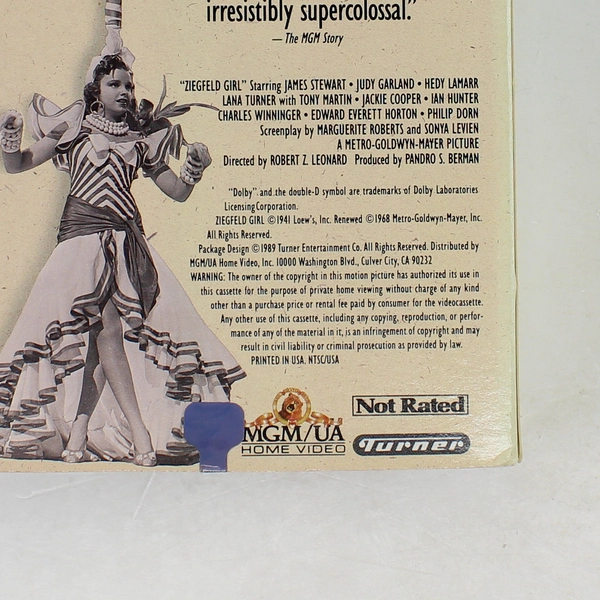 irresistibly supercolossal."
— The MGM Story
"ZIEGFELD GIRL" Starring JAMES STEWART • JUDY GARLAND • HEDY LAMARR
LANA TURNER with TONY MARTIN • JACKIE COOPER • IAN HUNTER
CHARLES WINNINGER • EDWARD EVERETT HORTON • PHILIP DORN
Screenplay by MARGUERITE ROBERTS and SONYA LEVIEN
A METRO-GOLDWYN-MAYER PICTURE
Directed by ROBERT Z. LEONARD Produced by PANDRO S. BERMAN
"Dolby" and the double-D symbol are trademarks of Dolby Laboratories
Licensing Corporation.
ZIEGFELD GIRL ©1941 Loew's, Inc. Renewed ©1968 Metro-Goldwyn-Mayer, Inc.
All Rights Reserved.
Package Design ©1989 Turner Entertainment Co. All Rights Reserved. Distributed by
MGM/UA Home Video, Inc. 10000 Washington Blvd., Culver City, CA 90232
WARNING: The owner of the copyright in this motion picture has authorized its use in
this cassette for the purpose of private home viewing without charge of any kind
other than a purchase price or rental fee paid by consumer for the videocassette.
Any other use of this cassette, including any copying, reproduction, or perfor-
mance of any of the material in it, is an infringement of copyright and may
result in civil liability or criminal prosecution as provided by law.
PRINTED IN USA. NTSC/USA
Not Rated
MGM/UA
HOME VIDEO
Turner